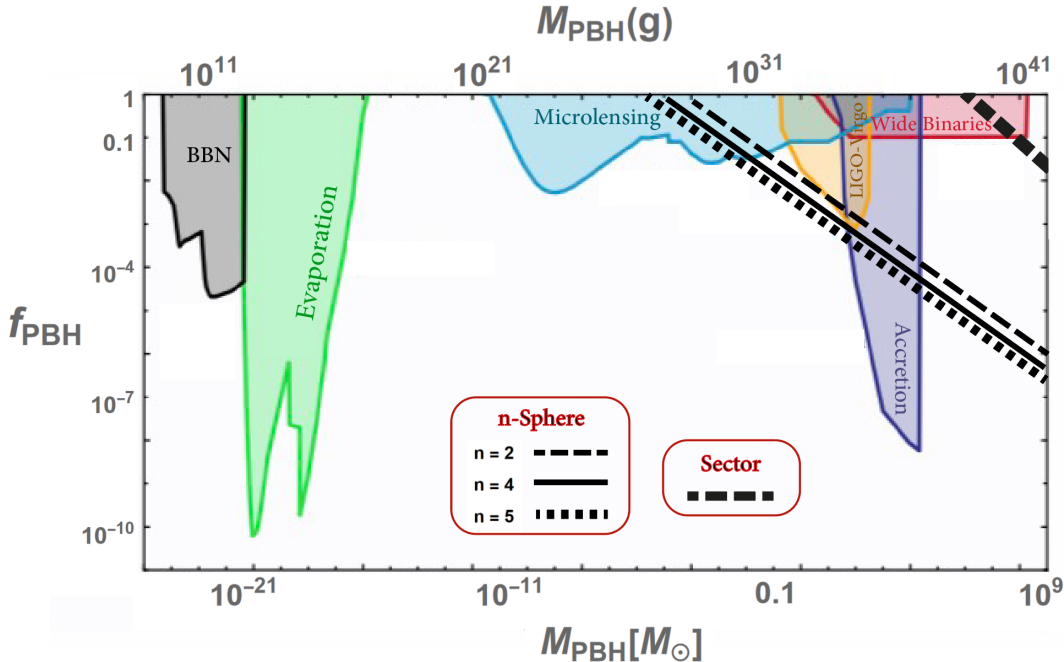 M_PBH(g)
10^11 10^21 10^31 10^41
1
0.1
10^−4
10^−7
10^−10
f_PBH
BBN
Evaporation
Microlensing
LIGO-Virgo
Wide Binaries
Accretion
n-Sphere
n = 2
n = 4
n = 5
Sector
10^−21 10^−11 0.1 10^9
M_PBH[M_⊙]